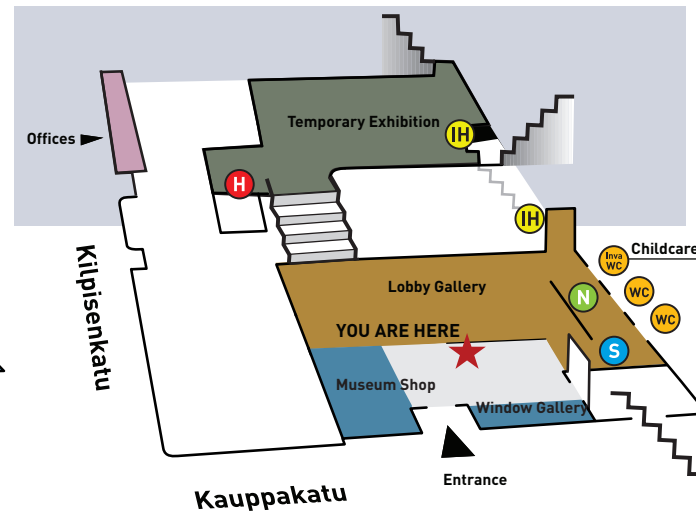 Temporary Exhibition
Offices
IH
H
IH
Kilpisenkatu
Childcare
Inva
WC
WC
WC
Lobby Gallery
N
YOU ARE HERE
S
Museum Shop
Window Gallery
Entrance
Kauppakatu